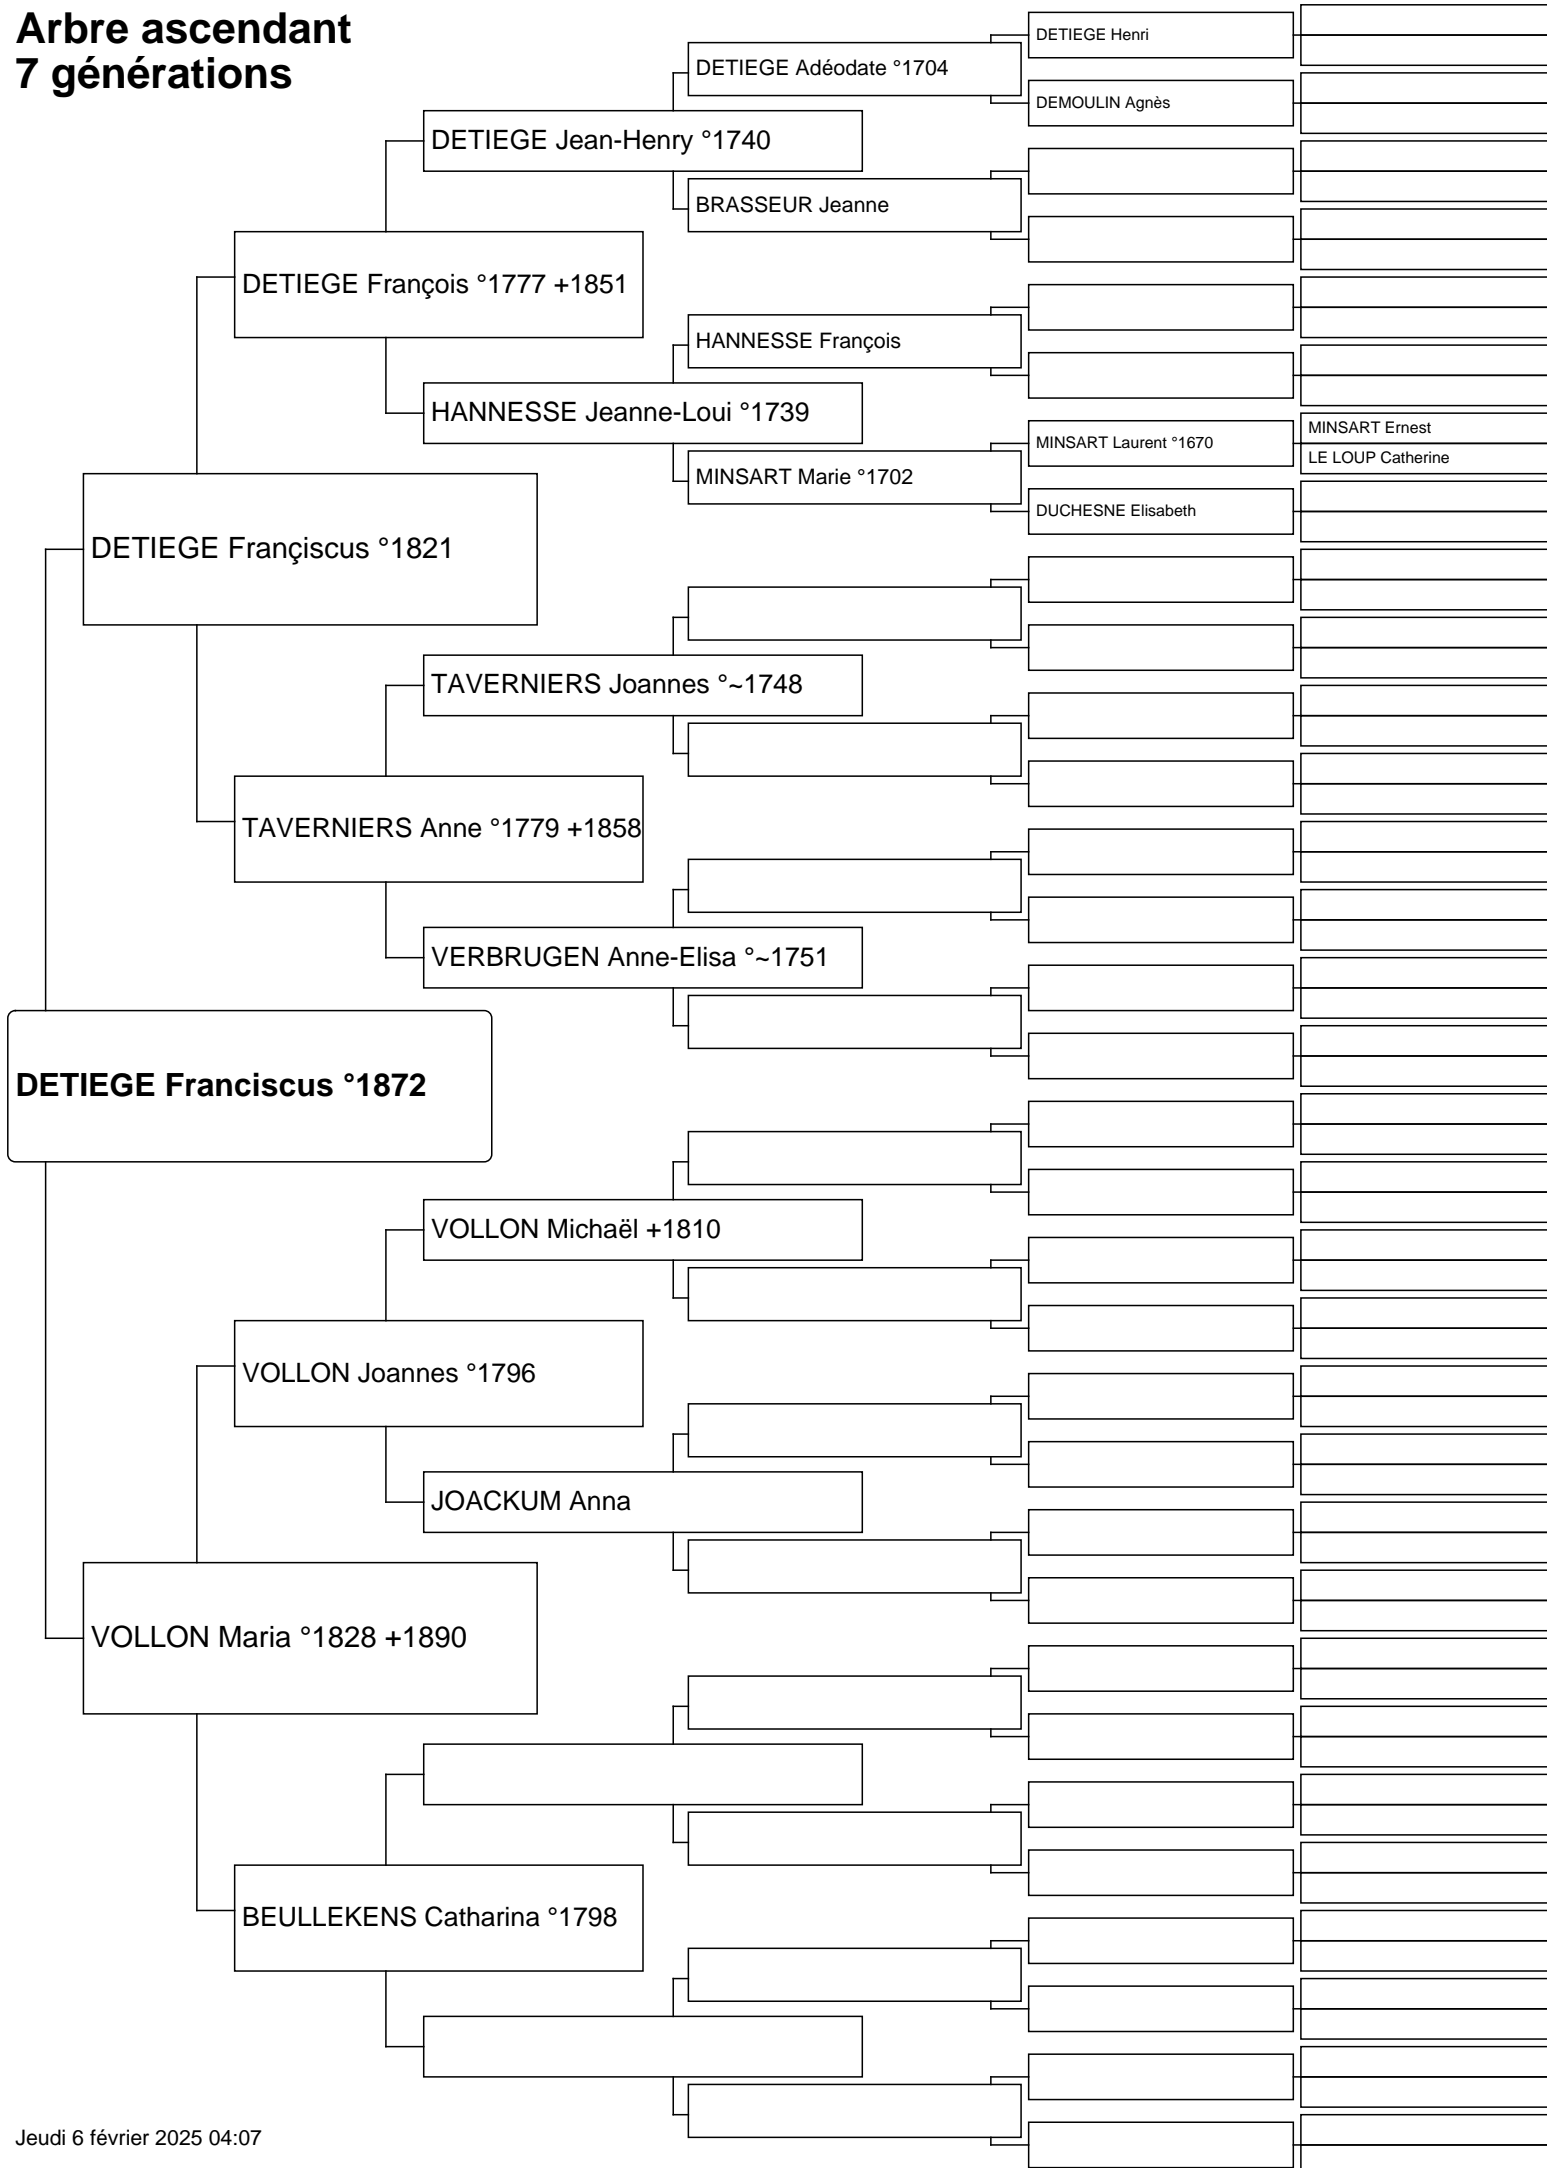 Arbre ascendant
7 générations
DETIEGE Henri
DETIEGE Adéodate °1704
DEMOULIN Agnès
DETIEGE Jean-Henry °1740
BRASSEUR Jeanne
DETIEGE François °1777 +1851
HANNESSE François
HANNESSE Jeanne-Loui °1739
MINSART Ernest
MINSART Laurent °1670
LE LOUP Catherine
MINSART Marie °1702
DUCHESNE Elisabeth
DETIEGE Françiscus °1821
TAVERNIERS Joannes °~1748
TAVERNIERS Anne °1779 +1858
VERBRUGEN Anne-Elisa °~1751
DETIEGE Franciscus °1872
VOLLON Michaël +1810
VOLLON Joannes °1796
JOACKUM Anna
VOLLON Maria °1828 +1890
BEULLEKENS Catharina °1798
Jeudi 6 février 2025 04:07